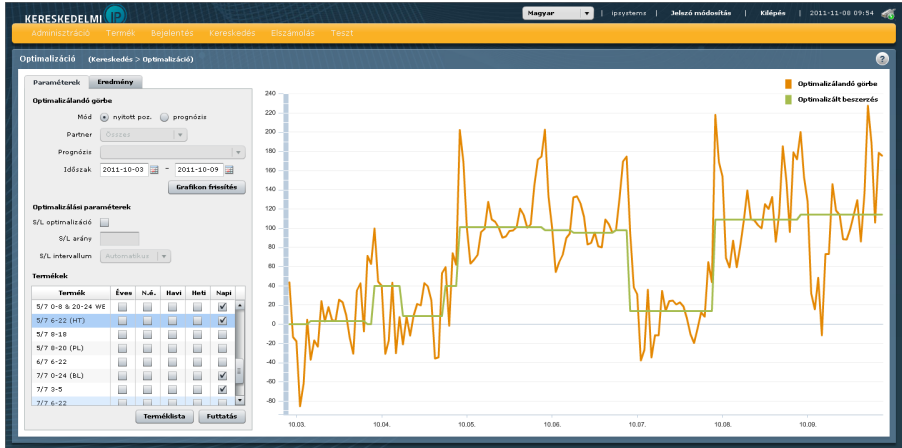 KERESKEDELMI IP
Magyar | ipsystems | Jelszó módosítás | Kilépés | 2011-11-08 09:54
Adminisztráció Termék Bejelentés Kereskedés Elszámolás Teszt
Optimalizáció (Kereskedés > Optimalizáció) ?
Paraméterek Eredmény
Optimalizálandó görbe
Mód nyitott poz. prognózis
Partner Összes
Prognózis
Időszak 2011-10-03 - 2011-10-09
Grafikon frissítés
Optimalizálási paraméterek
S/L optimalizáció
S/L arány
S/L intervallum Automatikus
Termékek
Termék Éves N.é. Havi Heti Napi
5/7 0-8 & 20-24 WE
5/7 6-22 (HT)
5/7 8-18
5/7 8-20 (PL)
6/7 6-22
7/7 0-24 (BL)
7/7 3-5
7/7 6-22
Terméklista Futtatás
Optimalizálandó görbe
Optimalizált beszerzés
240
220
200
180
160
140
120
100
80
60
40
20
0
-20
-40
-60
-80
10.03. 10.04. 10.05. 10.06. 10.07. 10.08. 10.09.